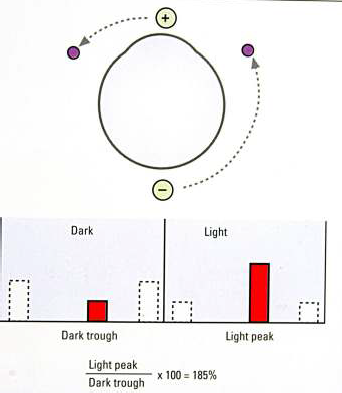 +
−
Dark Light
Dark trough Light peak
Light peak
Dark trough
x 100 = 185%